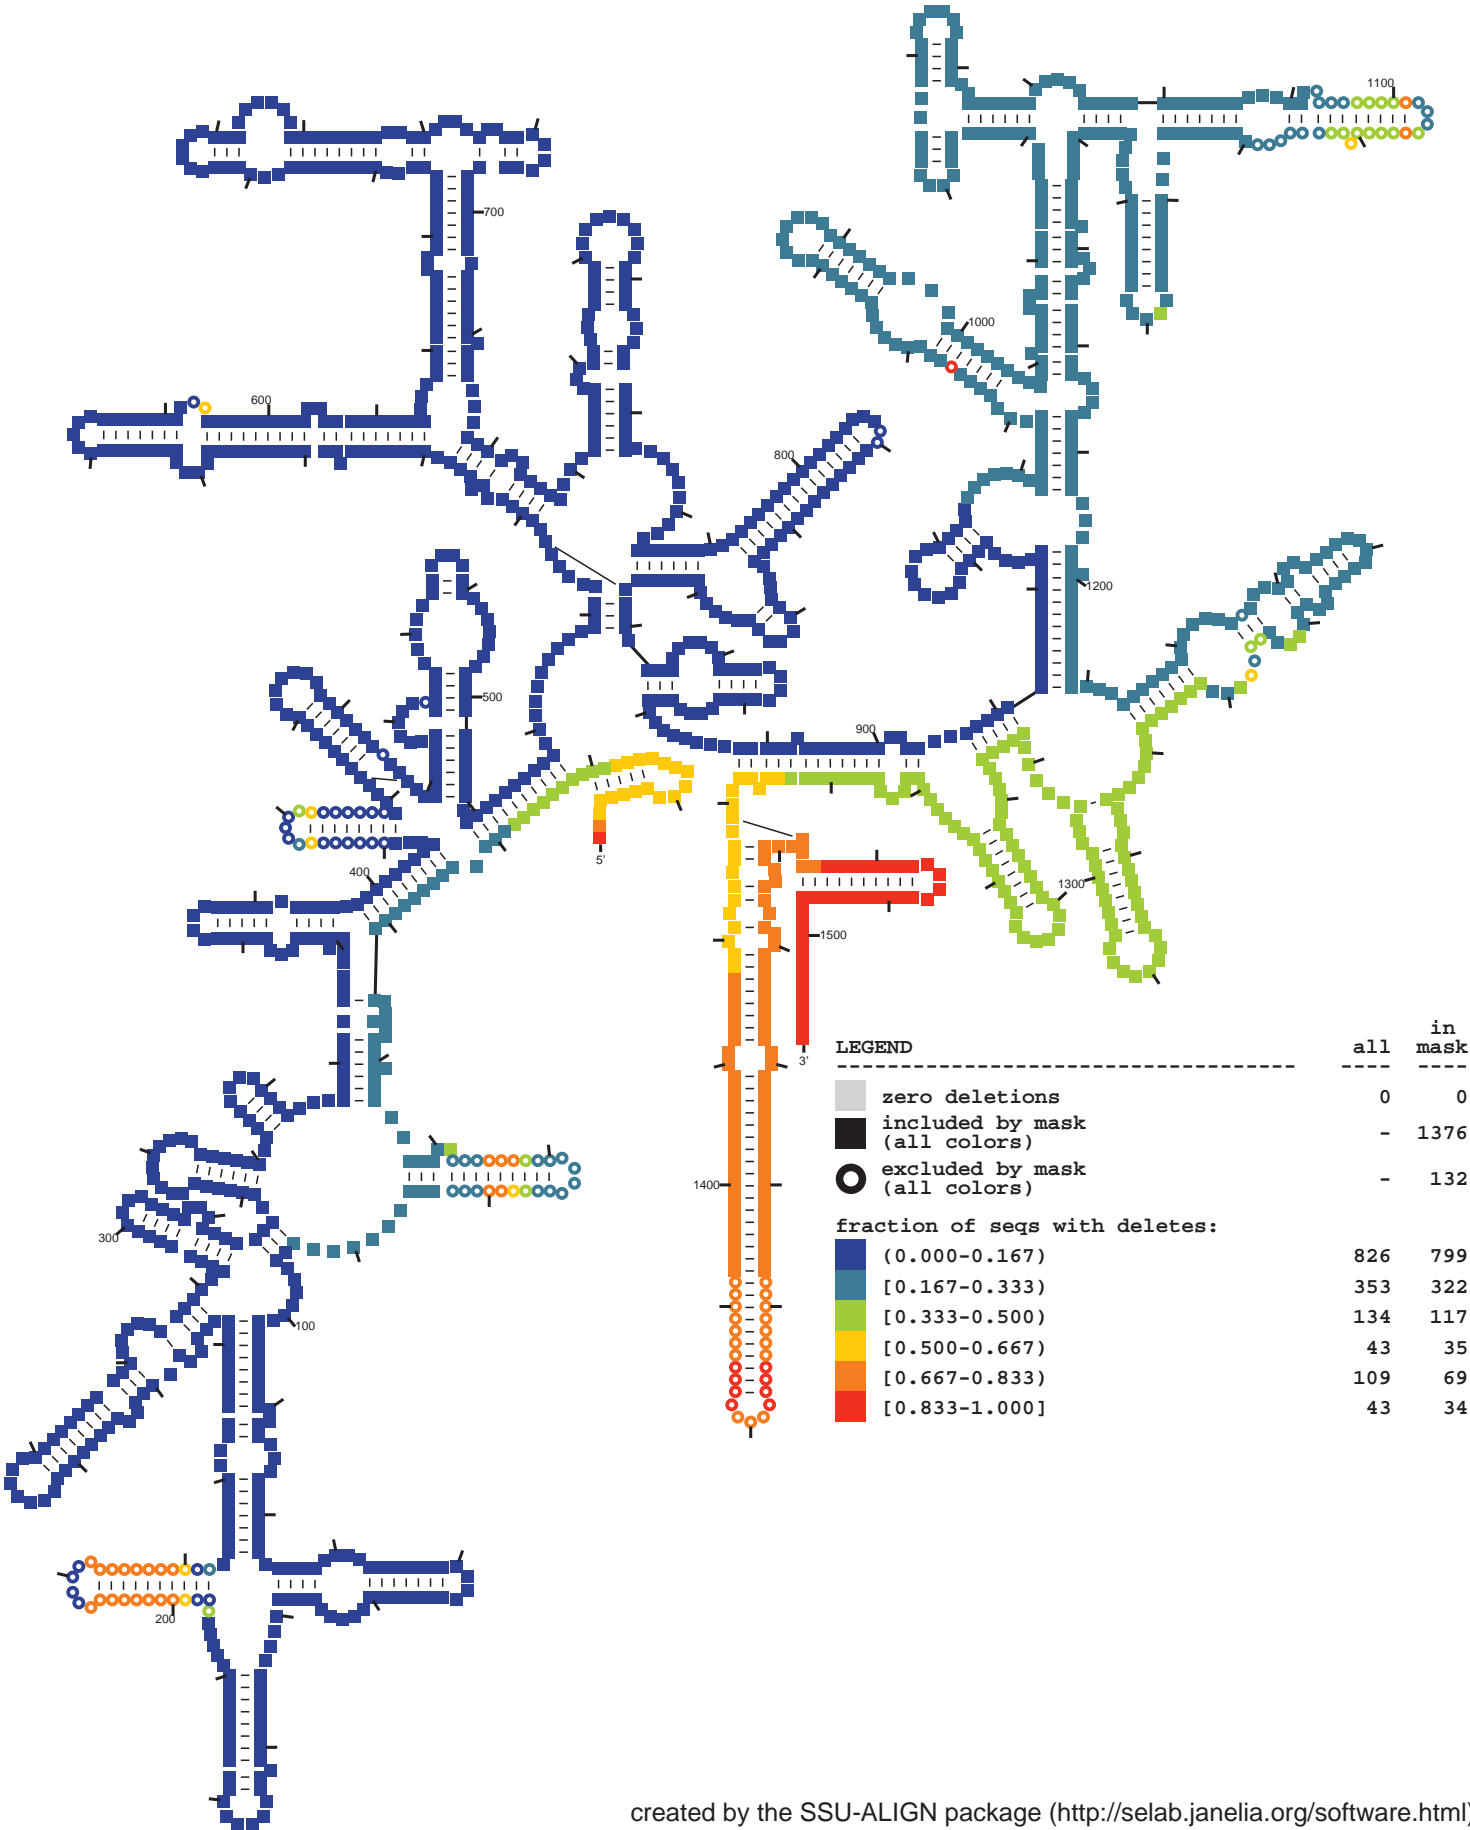 1100
700
1000
600
800
1200
500
900
5'
400
1300
1500
3'
LEGEND all in mask
zero deletions 0 0
included by mask
(all colors) - 1376
excluded by mask
(all colors) - 132
1400
fraction of seqs with deletes:
300
(0.000-0.167) 826 799
[0.167-0.333) 353 322
[0.333-0.500) 134 117
100
[0.500-0.667) 43 35
[0.667-0.833) 109 69
[0.833-1.000] 43 34
200
created by the SSU-ALIGN package (http://selab.janelia.org/software.html)